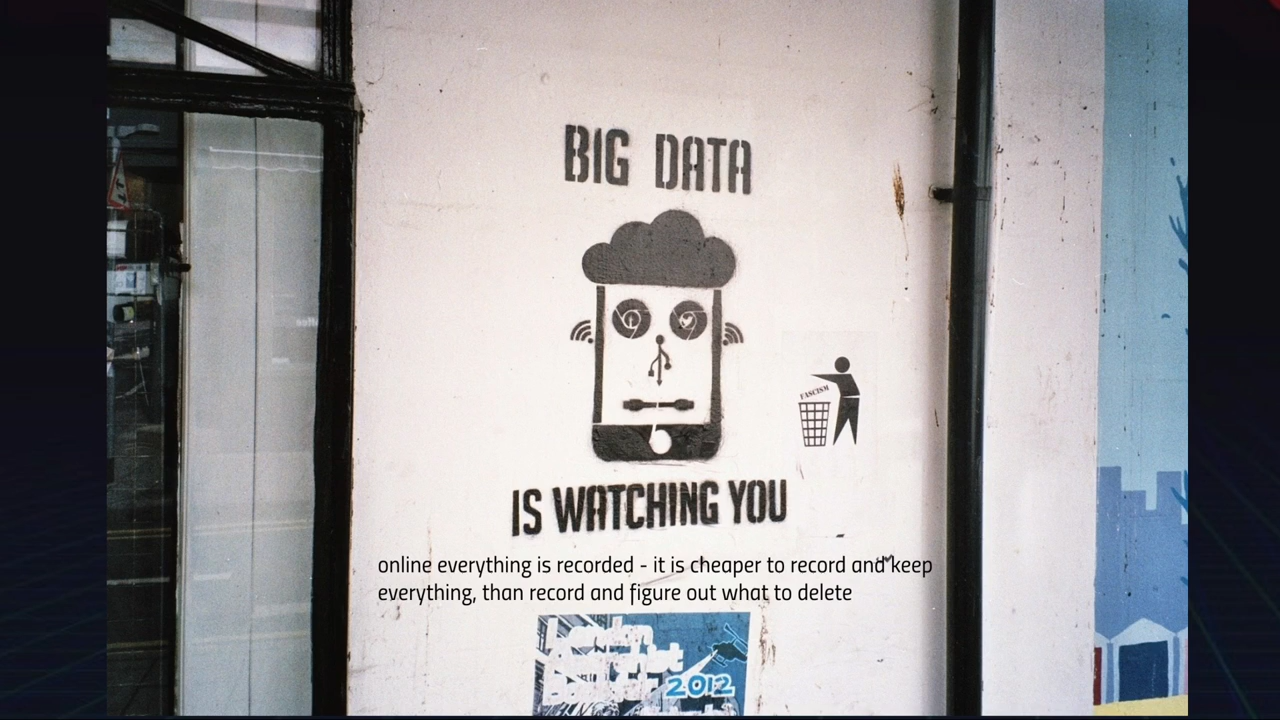 BIG DATA
FASCISM
IS WATCHING YOU
online everything is recorded - it is cheaper to record and keep
everything, than record and figure out what to delete
2012